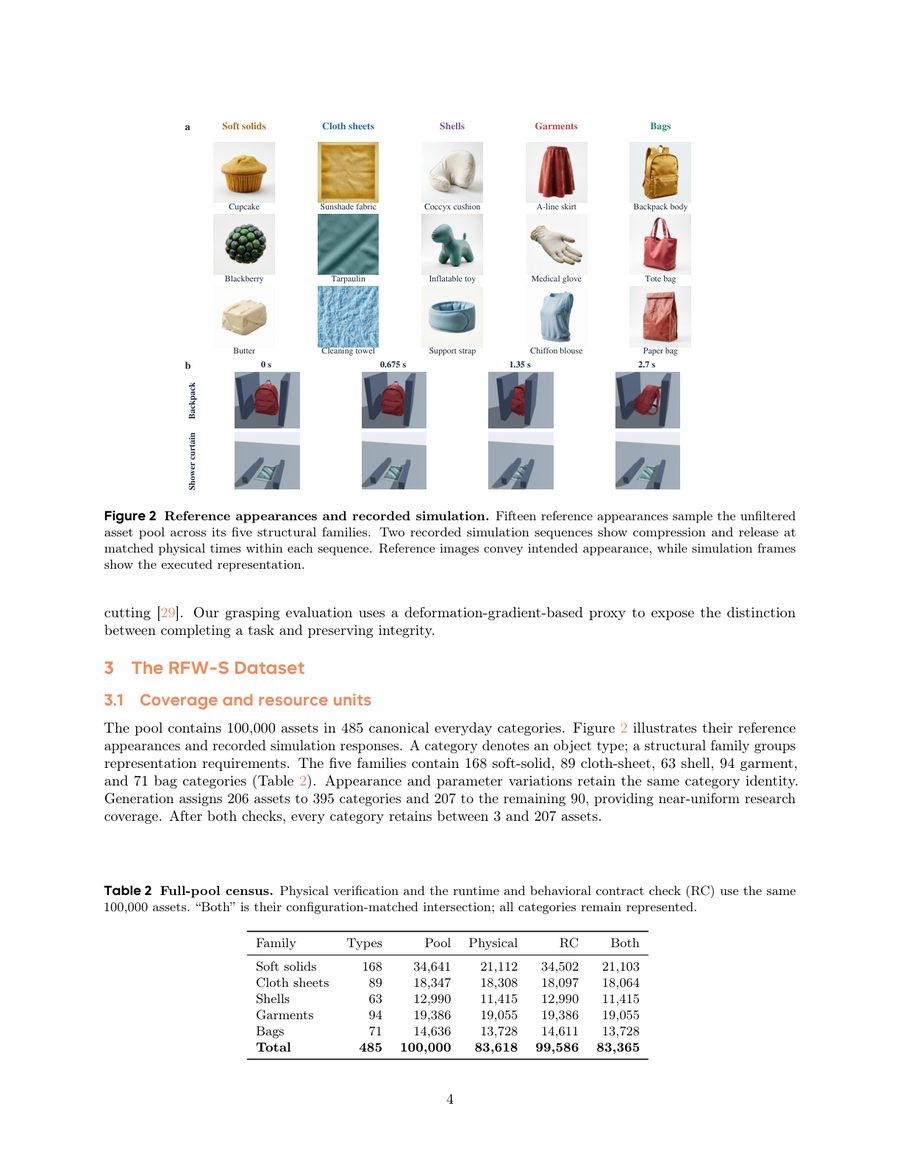 a Soft solids Cloth sheets Shells Garments Bags
Cupcake Sunshade fabric Coccyx cushion A-line skirt Backpack body
Blackberry Tarpaulin Inflatable toy Medical glove Tote bag
Butter Cleaning towel Support strap Chiffon blouse Paper bag
b 0 s 0.675 s 1.35 s 2.7 s
Backpack
Shower curtain
Figure 2 Reference appearances and recorded simulation. Fifteen reference appearances sample the unfiltered
asset pool across its five structural families. Two recorded simulation sequences show compression and release at
matched physical times within each sequence. Reference images convey intended appearance, while simulation frames
show the executed representation.
cutting [29]. Our grasping evaluation uses a deformation-gradient-based proxy to expose the distinction
between completing a task and preserving integrity.
3 The RFW-S Dataset
3.1 Coverage and resource units
The pool contains 100,000 assets in 485 canonical everyday categories. Figure 2 illustrates their reference
appearances and recorded simulation responses. A category denotes an object type; a structural family groups
representation requirements. The five families contain 168 soft-solid, 89 cloth-sheet, 63 shell, 94 garment,
and 71 bag categories (Table 2). Appearance and parameter variations retain the same category identity.
Generation assigns 206 assets to 395 categories and 207 to the remaining 90, providing near-uniform research
coverage. After both checks, every category retains between 3 and 207 assets.
Table 2 Full-pool census. Physical verification and the runtime and behavioral contract check (RC) use the same
100,000 assets. “Both” is their configuration-matched intersection; all categories remain represented.
Family Types Pool Physical RC Both
Soft solids 168 34,641 21,112 34,502 21,103
Cloth sheets 89 18,347 18,308 18,097 18,064
Shells 63 12,990 11,415 12,990 11,415
Garments 94 19,386 19,055 19,386 19,055
Bags 71 14,636 13,728 14,611 13,728
Total 485 100,000 83,618 99,586 83,365
4